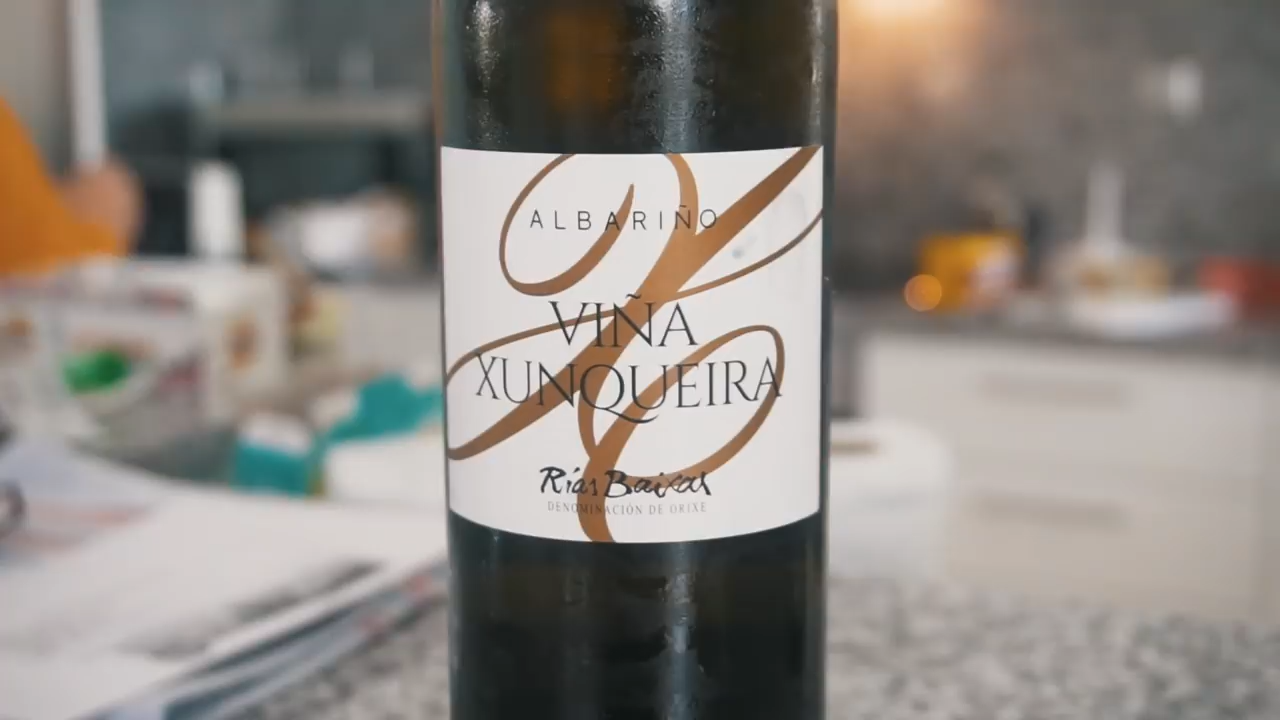 ALBARIÑO
VIÑA
XUNQUEIRA
Rías Baixas
DENOMINACIÓN DE ORIXE